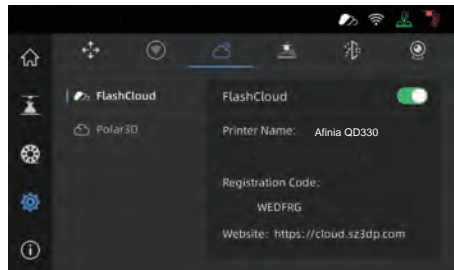 FlashCloud
FlashCloud
Polar3D
Printer Name: Afinia QD330
Registration Code:
WEDFRG
Website: https://cloud.sz3dp.com